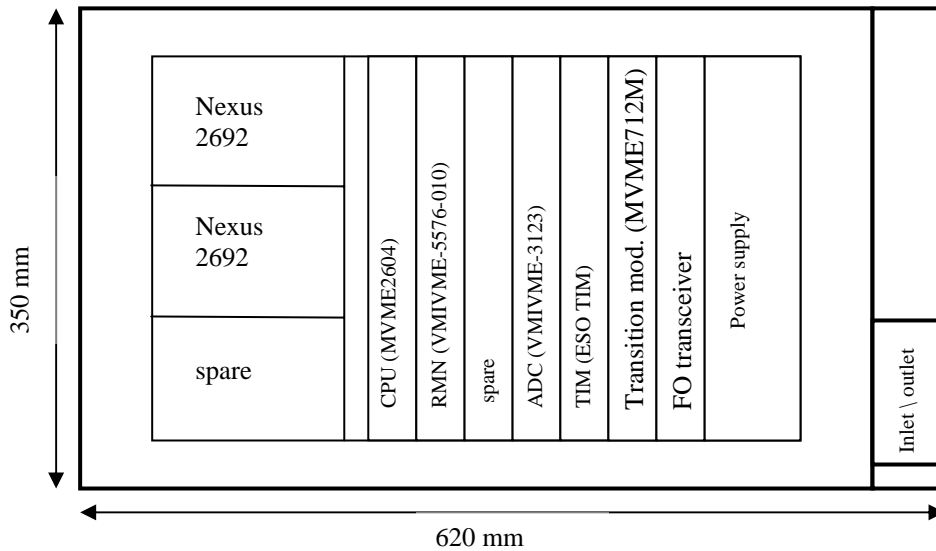 Nexus
2692
Nexus
2692
spare
CPU (MVME2604)
RMN (VMIVME-5576-010)
spare
ADC (VMIVME-3123)
TIM (ESO TIM)
Transition mod. (MVME712M)
FO transceiver
Power supply
Inlet \ outlet
350 mm
620 mm